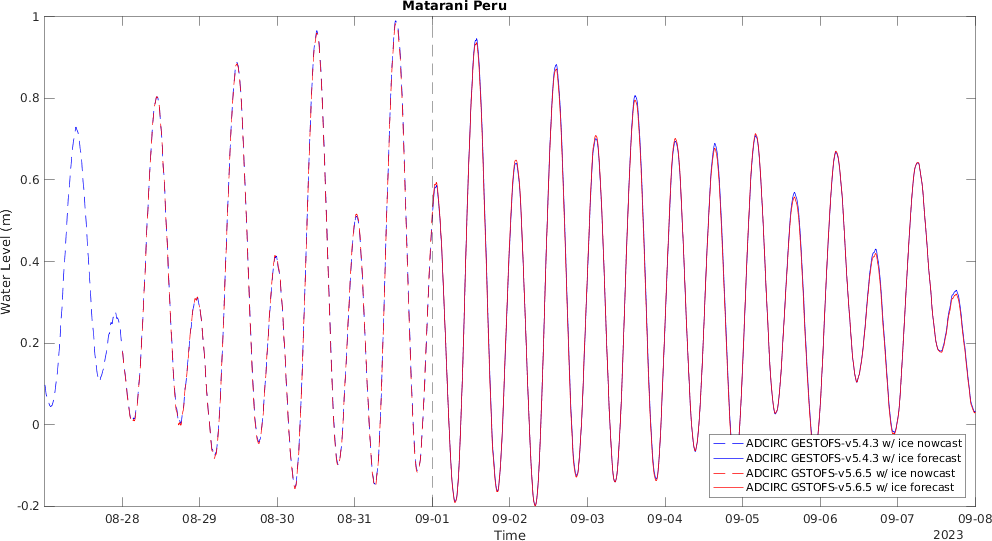 Matarani Peru
1
0.8
0.6
0.4
0.2
0
-0.2
Water Level (m)
08-28 08-29 08-30 08-31 09-01 09-02 09-03 09-04 09-05 09-06 09-07 09-08
Time
2023
ADCIRC GESTOFS-v5.4.3 w/ ice nowcast
ADCIRC GESTOFS-v5.4.3 w/ ice forecast
ADCIRC GSTOFS-v5.6.5 w/ ice nowcast
ADCIRC GSTOFS-v5.6.5 w/ ice forecast